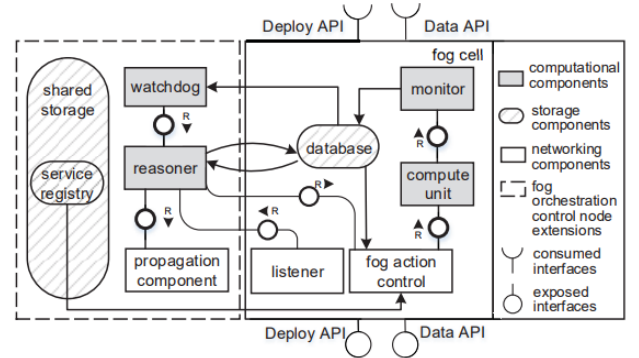 Deploy API
Data API
fog cell
shared
storage
service
registry
watchdog
R
reasoner
R
propagation
component
database
R
R
listener
monitor
R
compute
unit
R
fog action
control
Deploy API
Data API
computational
components
storage
components
networking
components
fog
orchestration
control node
extensions
consumed
interfaces
exposed
interfaces